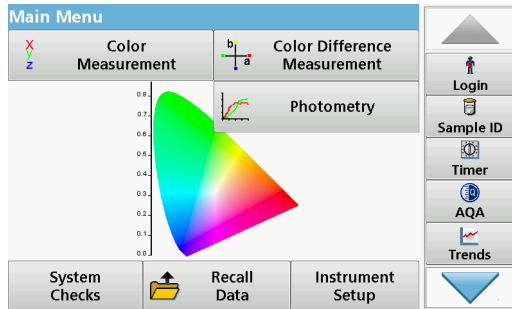 Main Menu
X
y
z
Color
Measurement
b
a
Color Difference
Measurement
Photometry
0.8
0.7
0.6
0.5
0.4
0.3
0.2
0.1
0.0
System
Checks
Recall
Data
Instrument
Setup
Login
Sample ID
Timer
AQA
Trends